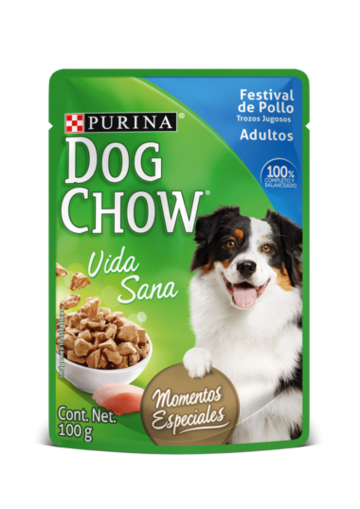 Festival
de Pollo
Trozos Jugosos
Adultos
PURINA®
DOG
CHOW®
100%
COMPLETO Y
BALANCEADO
Vida
Sana
Momentos
Especiales
Cont. Net.
100 g